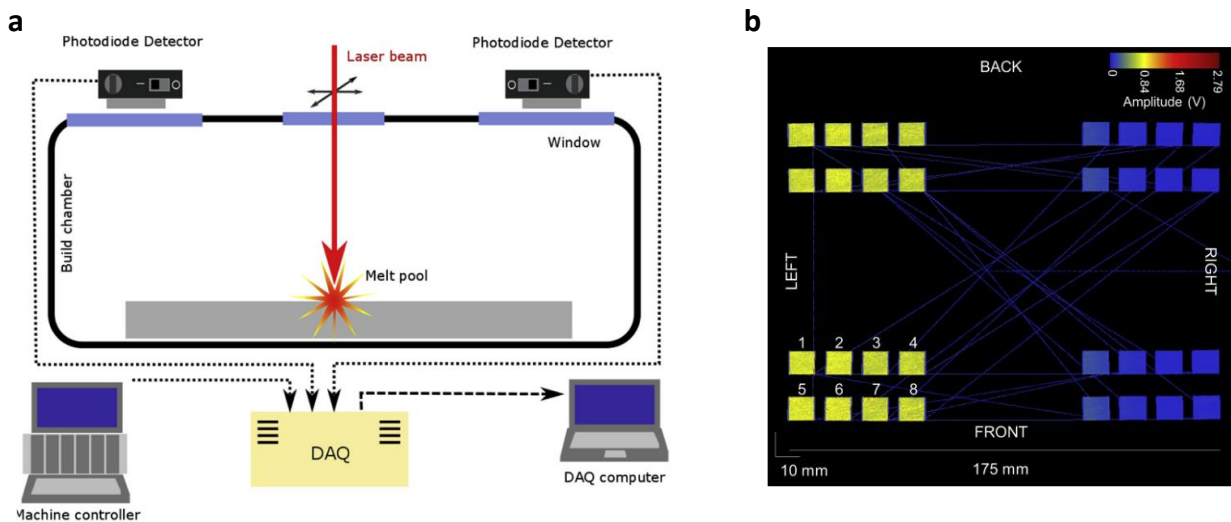 a
Photodiode Detector
Laser beam
Photodiode Detector
Window
Build chamber
Melt pool
DAQ
Machine controller
DAQ computer
b
BACK
0
0.84
1.68
2.79
Amplitude (V)
LEFT
RIGHT
1 2 3 4
5 6 7 8
FRONT
10 mm
175 mm